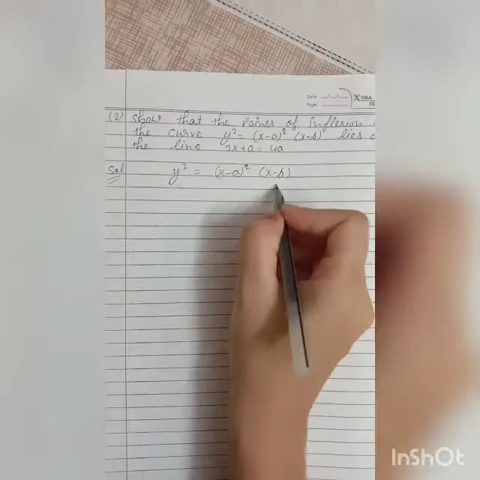 Date:
Page:
(2) Show that the Points of inflexion
the curve y² = (x-a)² (x-b) lies
the line 3x+a = 4a
Sol y² = (x-a)² (x-b)
InShOt